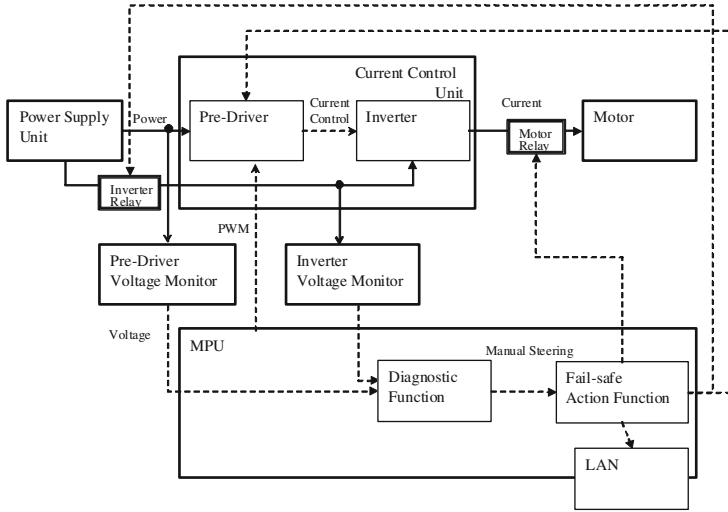 Current Control
Unit
Power Supply
Unit
Power
Pre-Driver
Current
Control
Inverter
Current
Motor
Relay
Motor
Inverter
Relay
PWM
Pre-Driver
Voltage Monitor
Inverter
Voltage Monitor
Voltage
MPU
Manual Steering
Diagnostic
Function
Fail-safe
Action Function
LAN